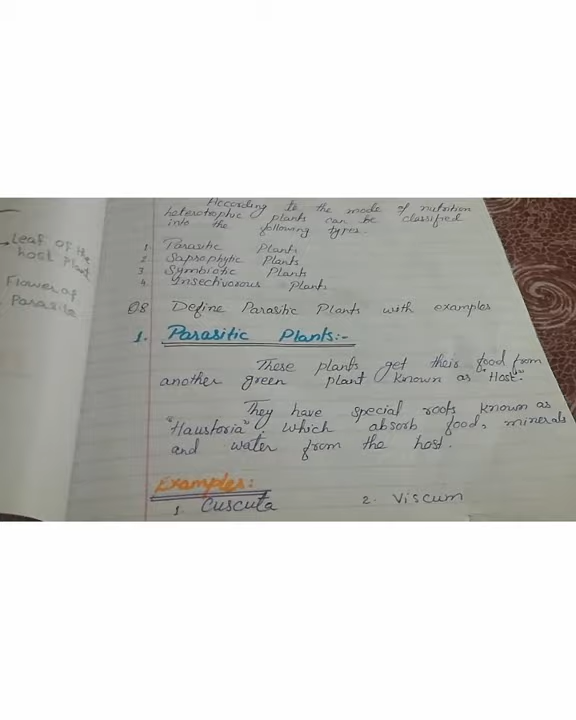 Leaf of the
host Plant
Flower of
Parasite
According to the mode of nutrition
heterotrophic plants can be classified
into the following types.
1. Parasitic Plants
2. Saprophytic Plants
3. Symbiotic Plants
4. Insectivorous Plants
Q8 Define Parasitic Plants with examples
1. Parasitic Plants:-
These plants get their food from
another green plant known as "Host".
They have special roots known as
"Haustoria", which absorb food, minerals
and water from the host.
Examples:
1. Cuscuta 2. Viscum